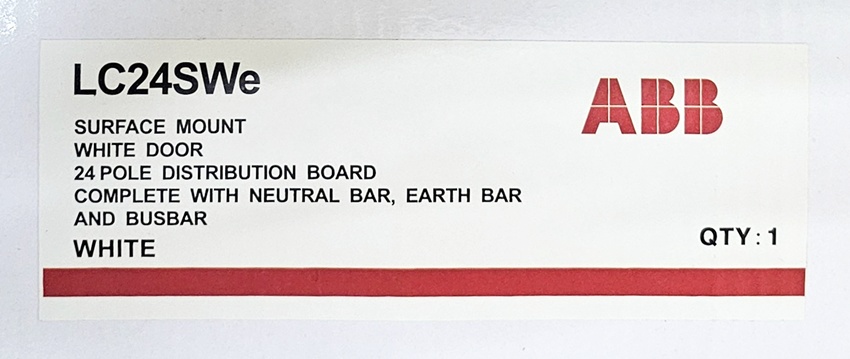 LC24SWe
ABB
SURFACE MOUNT
WHITE DOOR
24 POLE DISTRIBUTION BOARD
COMPLETE WITH NEUTRAL BAR, EARTH BAR
AND BUSBAR
WHITE
QTY: 1